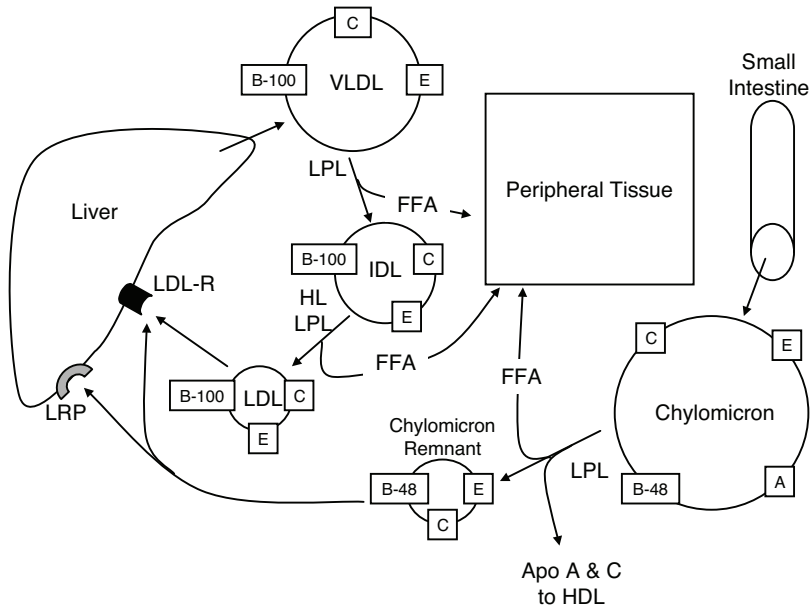 C
B-100
E
VLDL
LPL
FFA
Peripheral Tissue
Small
Intestine
Liver
B-100
C
IDL
E
LDL-R
HL
LPL
FFA
B-100
LDL
C
E
LRP
FFA
C
E
Chylomicron
A
B-48
LPL
Chylomicron
Remnant
B-48
E
C
Apo A & C
to HDL